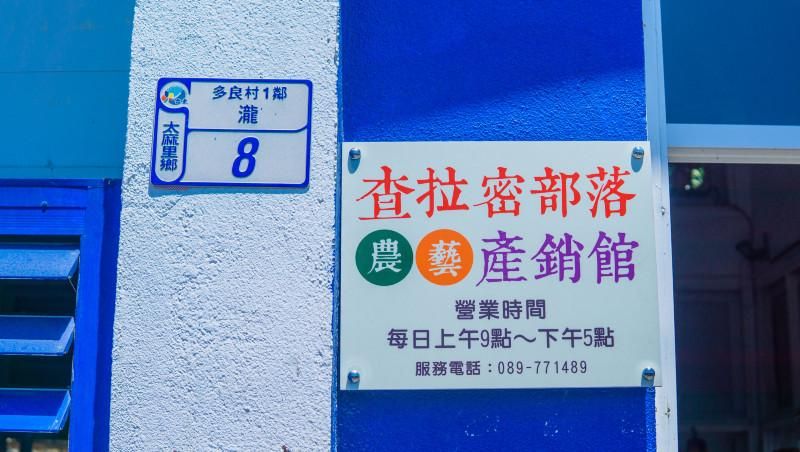 多良村1鄰
瀧
太麻里鄉
8
查拉密部落
農藝產銷館
營業時間
每日上午9點～下午5點
服務電話：089-771489